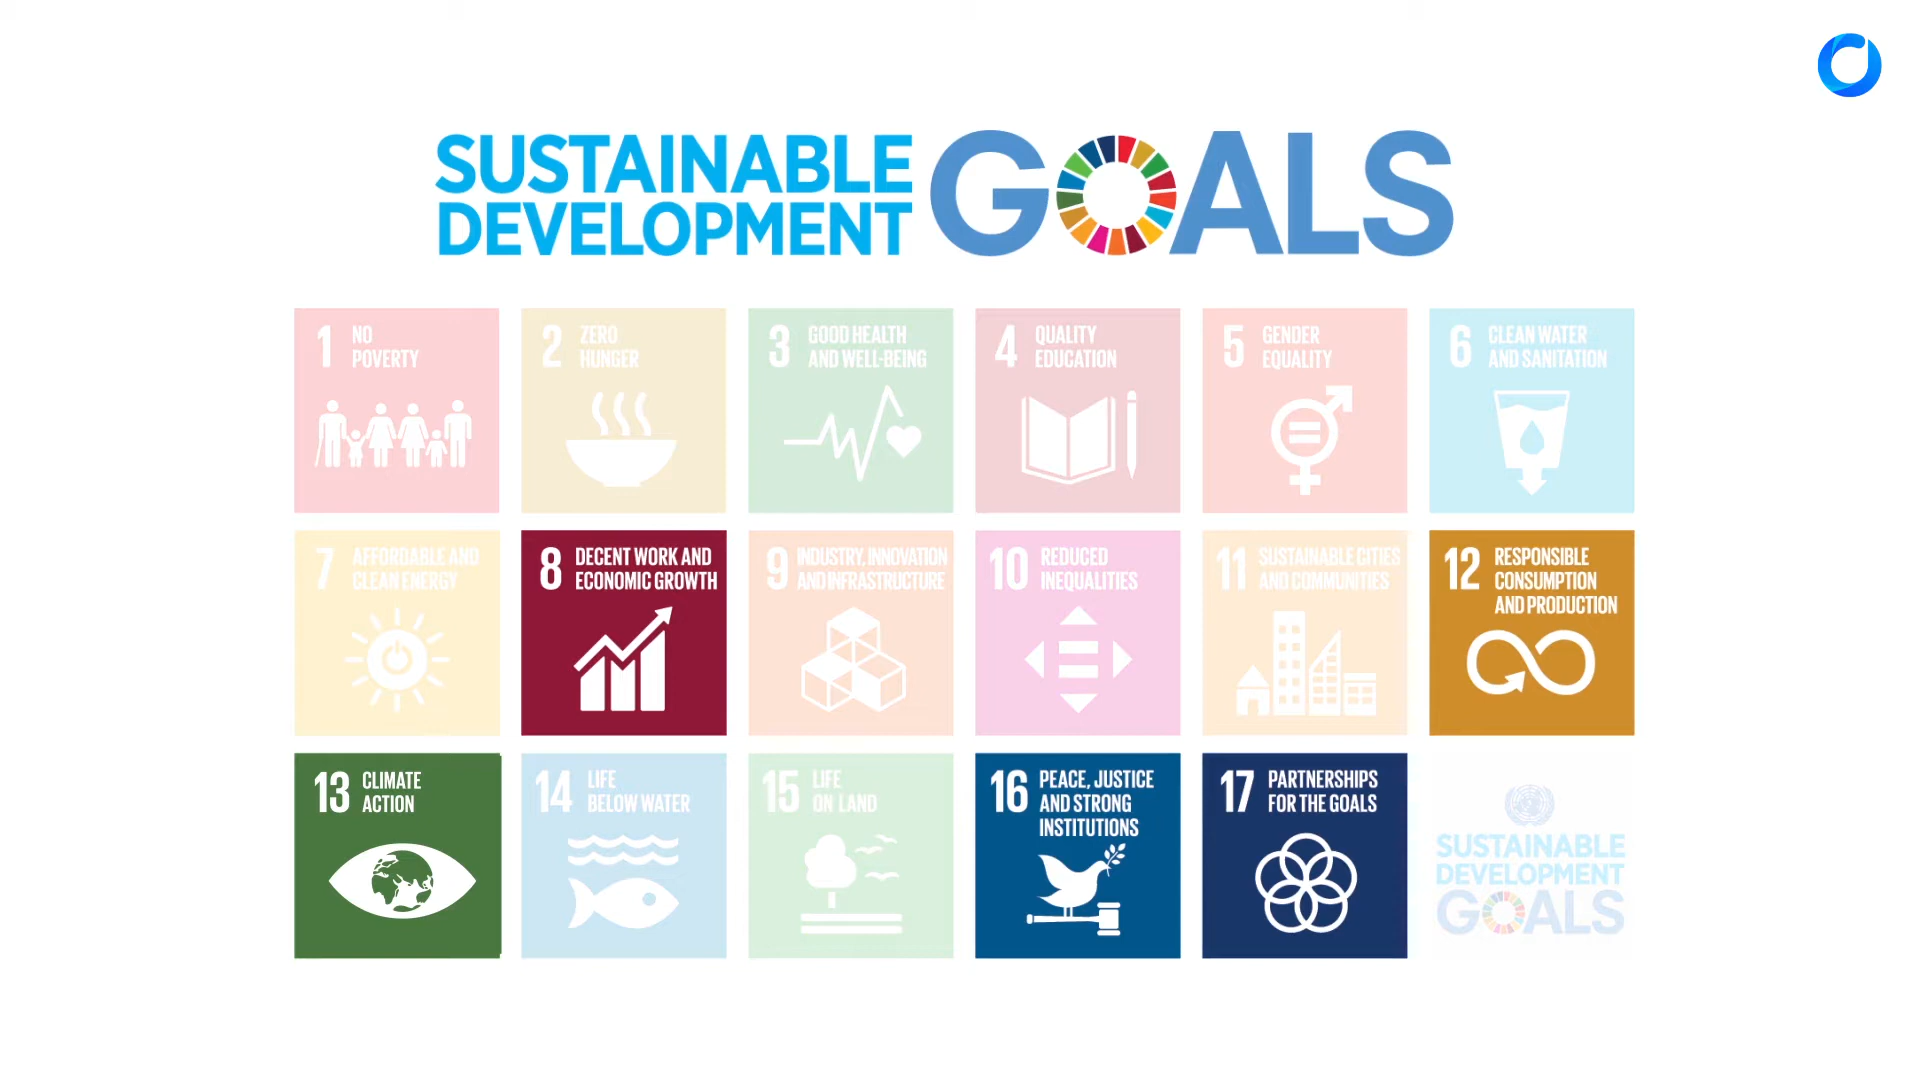 SUSTAINABLE
DEVELOPMENT
GOALS
1 NO
POVERTY
2 ZERO
HUNGER
3 GOOD HEALTH
AND WELL-BEING
4 QUALITY
EDUCATION
5 GENDER
EQUALITY
6 CLEAN WATER
AND SANITATION
7 AFFORDABLE AND
CLEAN ENERGY
8 DECENT WORK AND
ECONOMIC GROWTH
9 INDUSTRY, INNOVATION
AND INFRASTRUCTURE
10 REDUCED
INEQUALITIES
11 SUSTAINABLE CITIES
AND COMMUNITIES
12 RESPONSIBLE
CONSUMPTION
AND PRODUCTION
13 CLIMATE
ACTION
14 LIFE
BELOW WATER
15 LIFE
ON LAND
16 PEACE, JUSTICE
AND STRONG
INSTITUTIONS
17 PARTNERSHIPS
FOR THE GOALS
SUSTAINABLE
DEVELOPMENT
GOALS